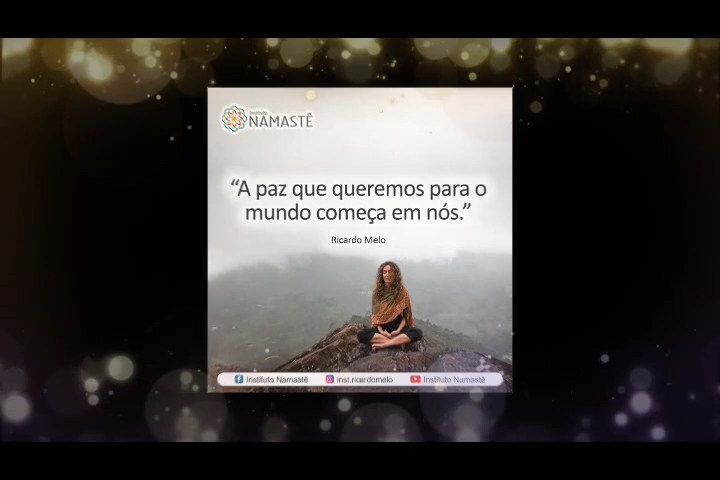 Instituto
NAMASTÊ
“A paz que queremos para o
mundo começa em nós.”
Ricardo Melo
Instituto Namastê inst.ricardomelo Instituto Namastê